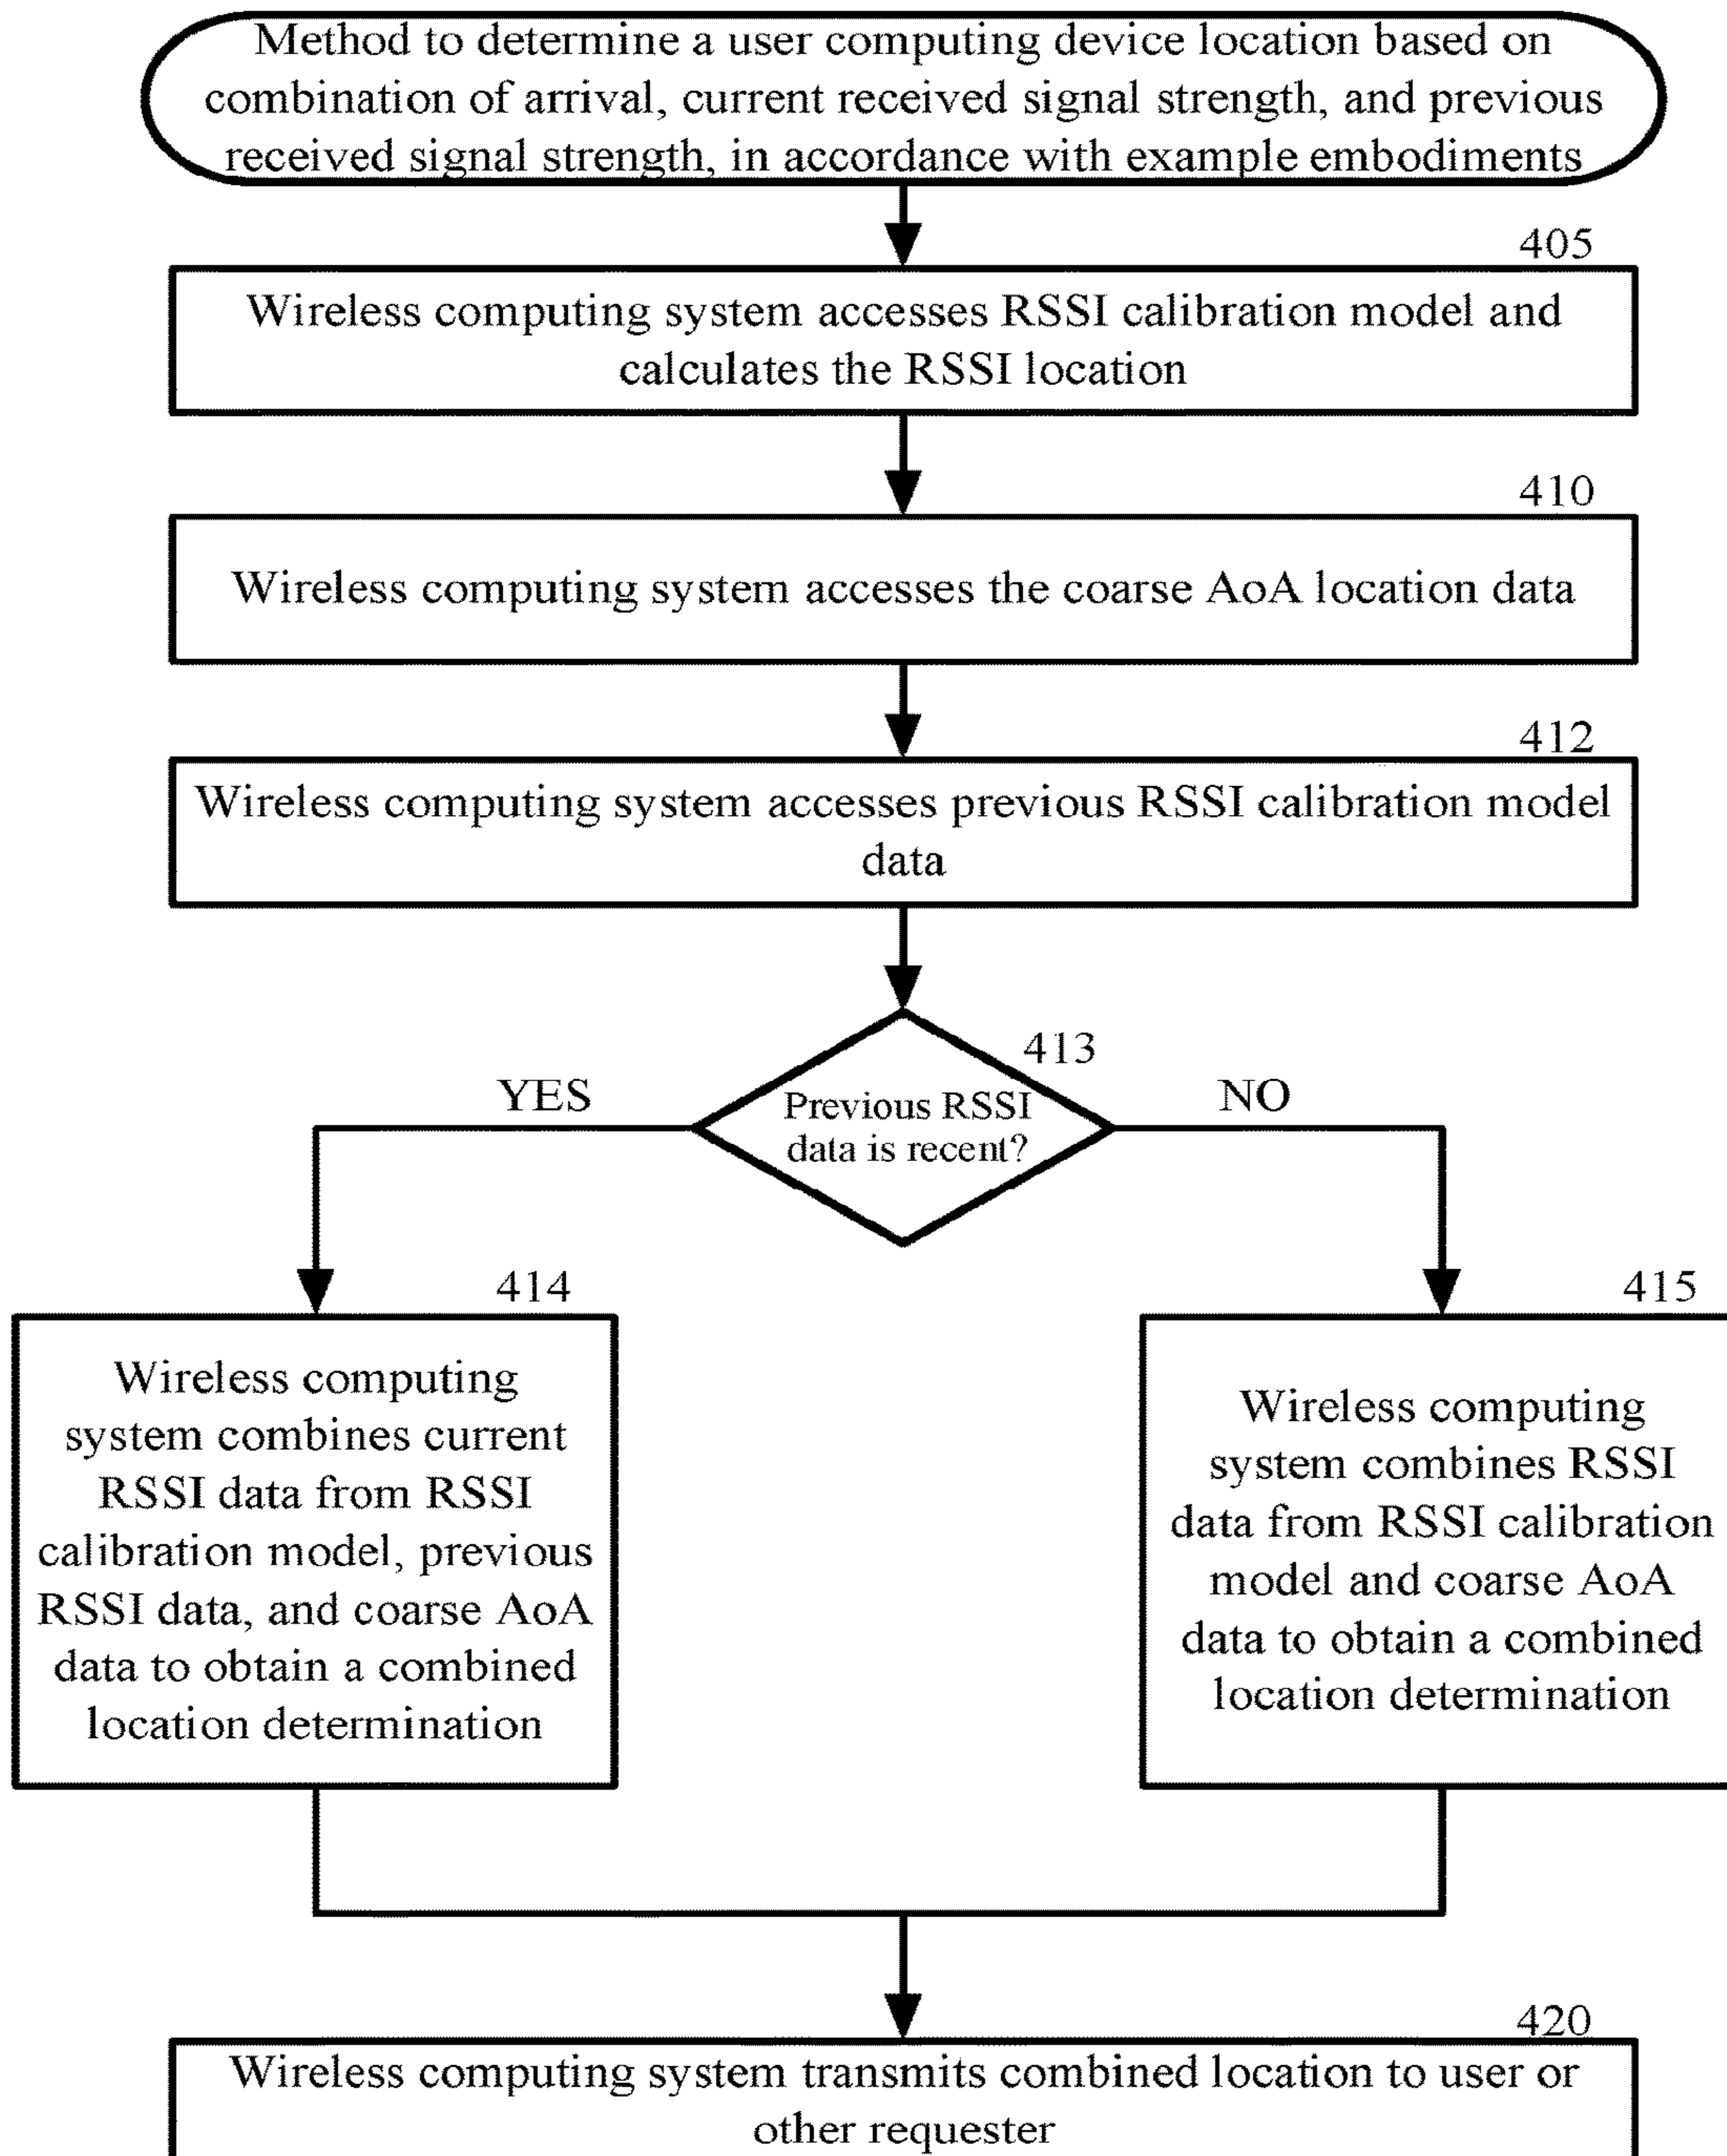 Method to determine a user computing device location based on
combination of arrival, current received signal strength, and previous
received signal strength, in accordance with example embodiments
405
Wireless computing system accesses RSSI calibration model and
calculates the RSSI location
410
Wireless computing system accesses the coarse AoA location data
412
Wireless computing system accesses previous RSSI calibration model
data
413
YES
Previous RSSI
data is recent?
NO
414
Wireless computing
system combines current
RSSI data from RSSI
calibration model, previous
RSSI data, and coarse AoA
data to obtain a combined
location determination
415
Wireless computing
system combines RSSI
data from RSSI calibration
model and coarse AoA
data to obtain a combined
location determination
420
Wireless computing system transmits combined location to user or
other requester